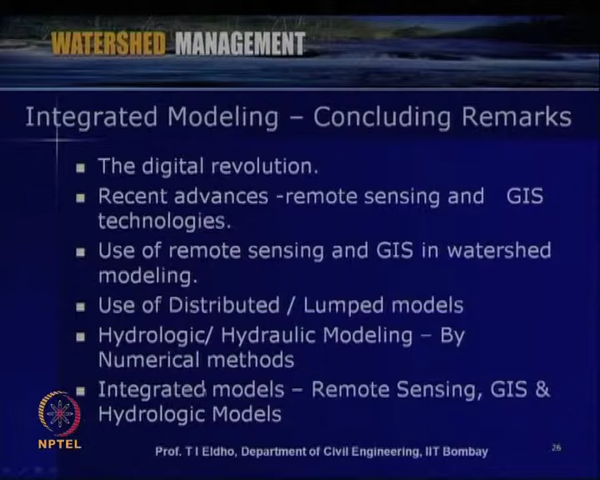 WATERSHED MANAGEMENT
Integrated Modeling – Concluding Remarks
The digital revolution.
Recent advances -remote sensing and GIS
technologies.
Use of remote sensing and GIS in watershed
modeling.
Use of Distributed / Lumped models
Hydrologic/ Hydraulic Modeling – By
Numerical methods
Integrated models – Remote Sensing, GIS &
Hydrologic Models
NPTEL
Prof. T I Eldho, Department of Civil Engineering, IIT Bombay
26